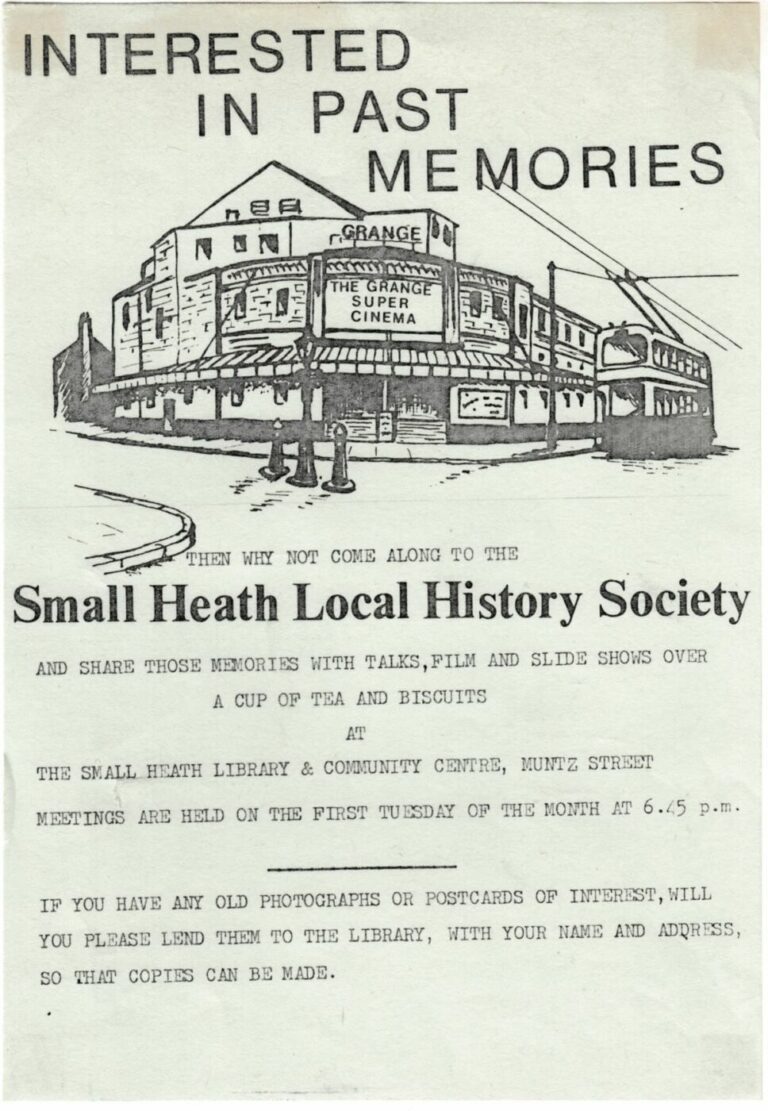 INTERESTED
IN PAST
MEMORIES
GRANGE
THE GRANGE
SUPER
CINEMA
THEN WHY NOT COME ALONG TO THE
Small Heath Local History Society
AND SHARE THOSE MEMORIES WITH TALKS,FILM AND SLIDE SHOWS OVER
A CUP OF TEA AND BISCUITS
AT
THE SMALL HEATH LIBRARY & COMMUNITY CENTRE, MUNTZ STREET
MEETINGS ARE HELD ON THE FIRST TUESDAY OF THE MONTH AT 6.45 p.m.
IF YOU HAVE ANY OLD PHOTOGRAPHS OR POSTCARDS OF INTEREST,WILL
YOU PLEASE LEND THEM TO THE LIBRARY, WITH YOUR NAME AND ADDRESS,
SO THAT COPIES CAN BE MADE.